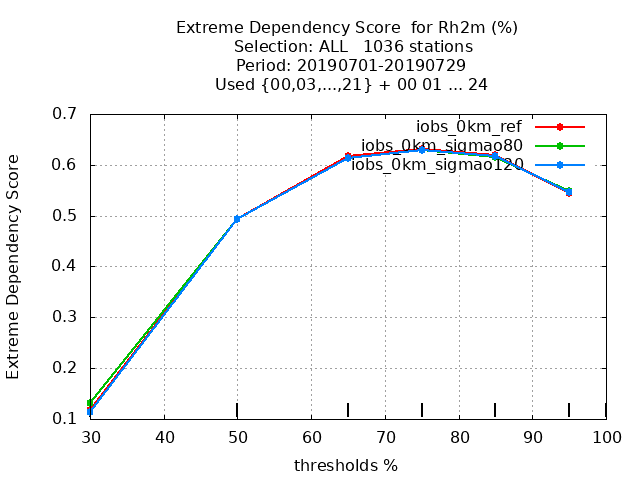 Extreme Dependency Score  for Rh2m (%)
Selection: ALL   1036 stations
Period: 20190701-20190729
Used {00,03,...,21} + 00 01 ... 24
iobs_0km_ref
iobs_0km_sigmao80
iobs_0km_sigmao120
Extreme Dependency Score
0.7
0.6
0.5
0.4
0.3
0.2
0.1
30 40 50 60 70 80 90 100
thresholds %